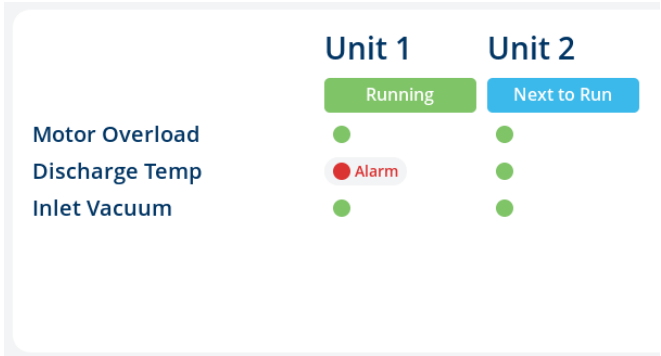 Unit 1 Unit 2
Running Next to Run
Motor Overload
Discharge Temp Alarm
Inlet Vacuum